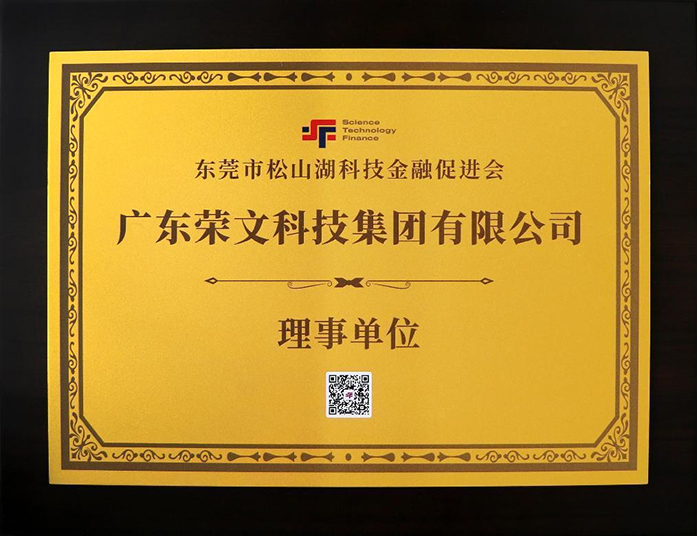 Science
Technology
Finance
东莞市松山湖科技金融促进会
广东荣文科技集团有限公司
理事单位